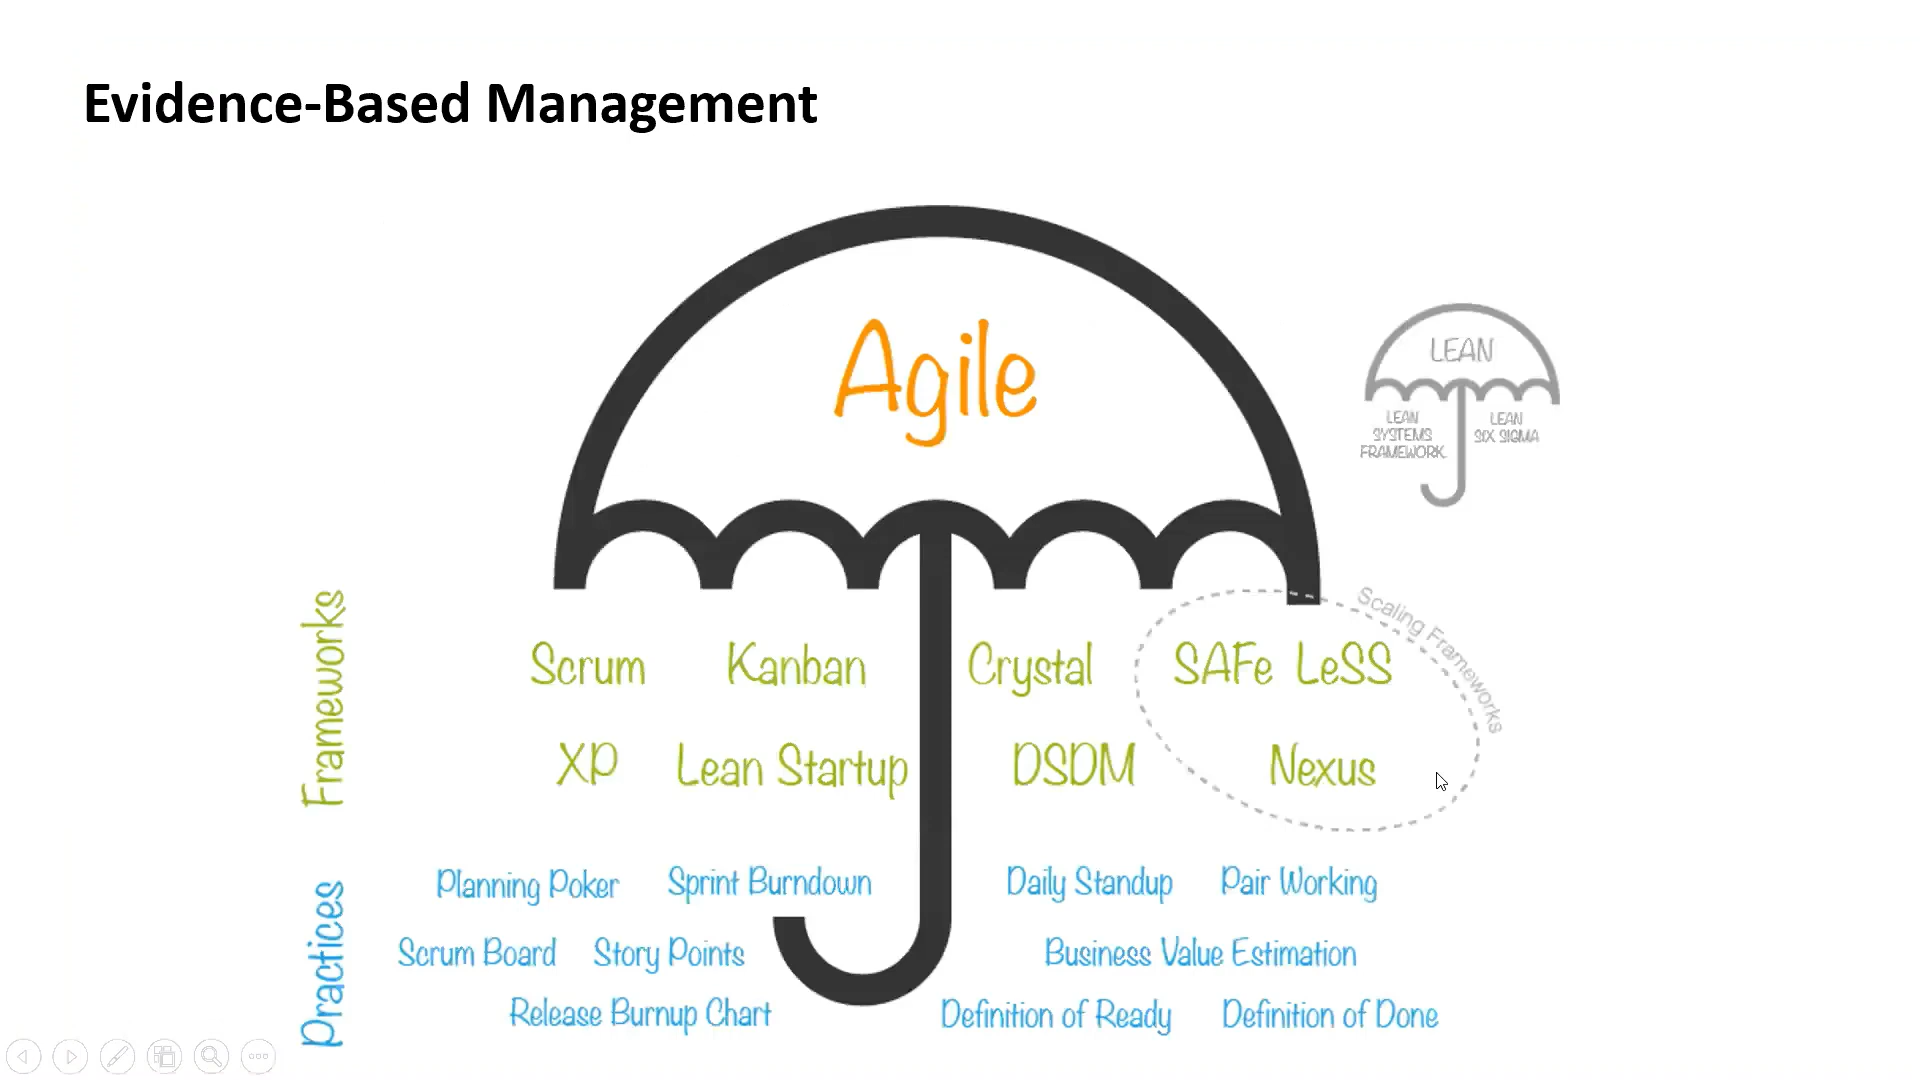 Evidence-Based Management
Agile
LEAN
LEAN
SYSTEMS
FRAMEWORK
LEAN
SIX SIGMA
Frameworks
Scaling Frameworks
Scrum Kanban Crystal SAFe LeSS
XP Lean Startup DSDM Nexus
Practices
Planning Poker Sprint Burndown Daily Standup Pair Working
Scrum Board Story Points Business Value Estimation
Release Burnup Chart Definition of Ready Definition of Done